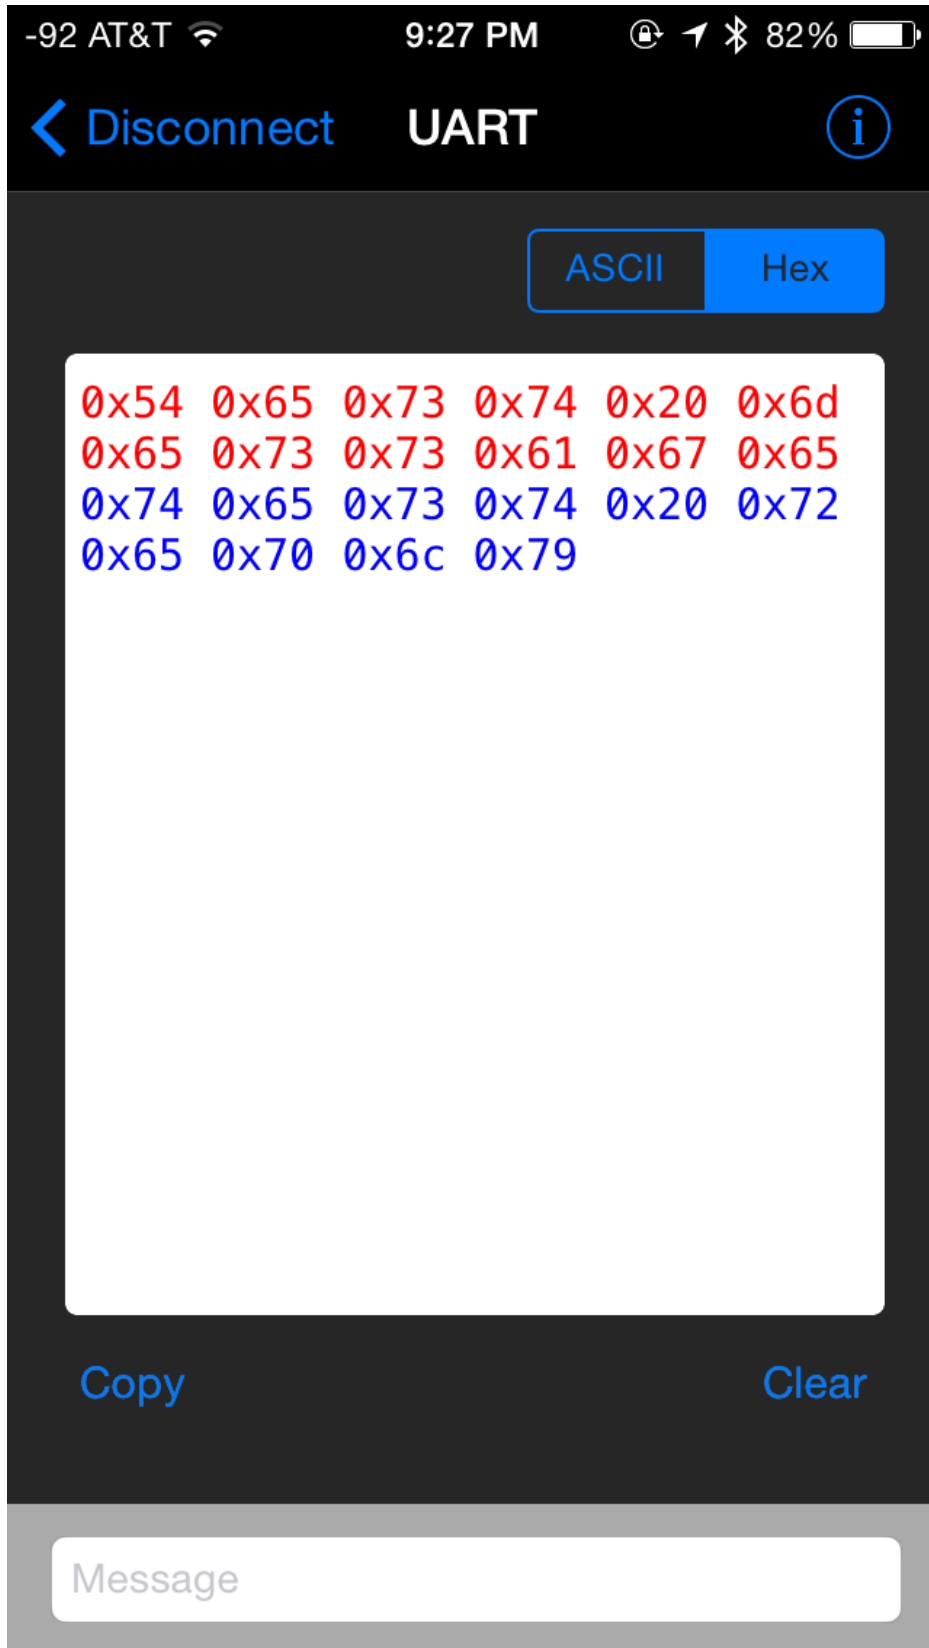 -92 AT&T 9:27 PM 82%
Disconnect UART i
ASCII Hex
0x54 0x65 0x73 0x74 0x20 0x6d
0x65 0x73 0x73 0x61 0x67 0x65
0x74 0x65 0x73 0x74 0x20 0x72
0x65 0x70 0x6c 0x79
Copy Clear
Message